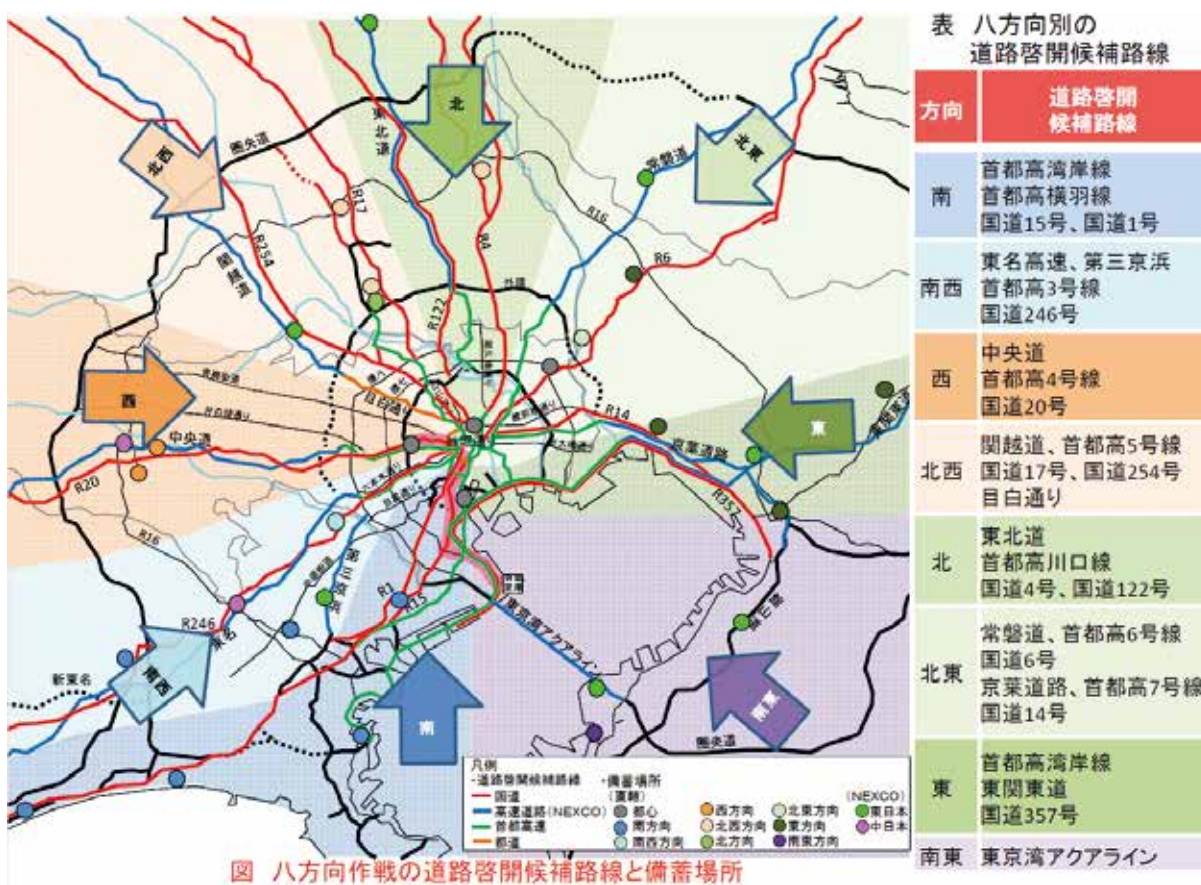 北
北西
北東
圏央道
東北道
常磐道
R17
R4
R16
R6
R254
関越道
外環
R122
西
目白通り
中央道
R20
R14
東
京葉道路
東関東道
R357
R16
第三京浜
R1
R15
R246
東名
新東名
南西
南
東京湾アクアライン
館山道
南東
圏央道
凡例
・道路啓開候補路線
国道
高速道路(NEXCO)
首都高速
都道
・備蓄場所
(直轄)
都心
南方向
南西方向
西方向
北西方向
北方向
北東方向
東方向
南東方向
(NEXCO)
東日本
中日本
図 八方向作戦の道路啓開候補路線と備蓄場所
表 八方向別の
道路啓開候補路線
方向
道路啓開
候補路線
南
首都高湾岸線
首都高横羽線
国道15号、国道1号
南西
東名高速、第三京浜
首都高3号線
国道246号
西
中央道
首都高4号線
国道20号
北西
関越道、首都高5号線
国道17号、国道254号
目白通り
北
東北道
首都高川口線
国道4号、国道122号
北東
常磐道、首都高6号線
国道6号
京葉道路、首都高7号線
国道14号
東
首都高湾岸線
東関東道
国道357号
南東
東京湾アクアライン